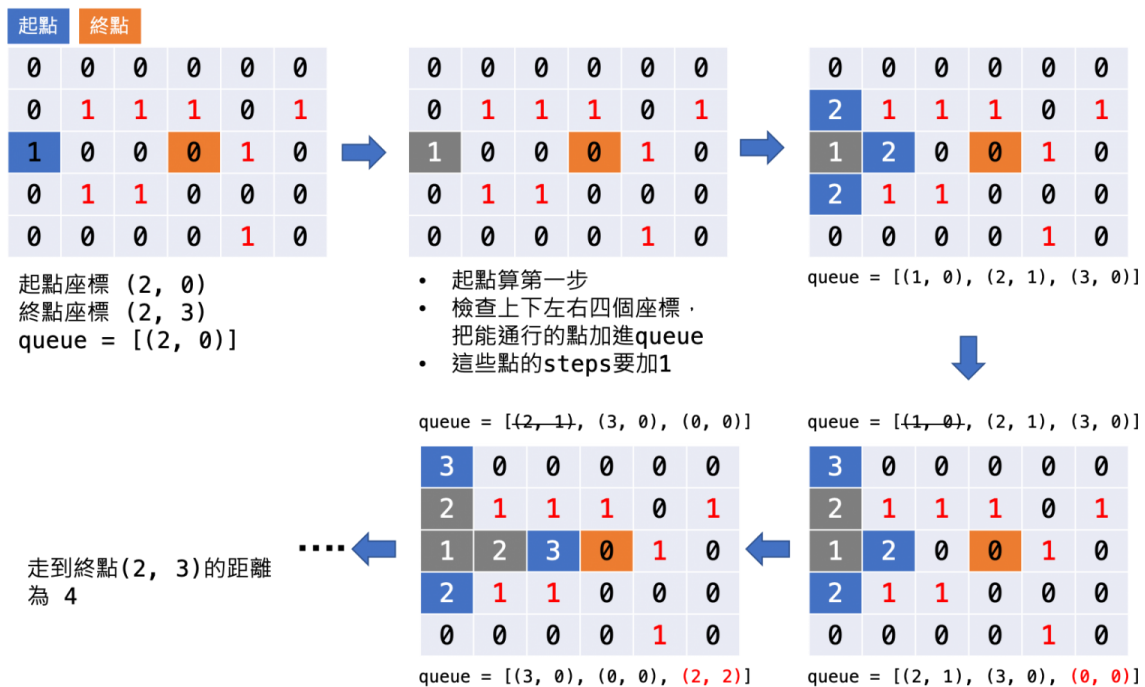 起點 終點
0 0 0 0 0 0
0 1 1 1 0 1
1 0 0 0 1 0
0 1 1 0 0 0
0 0 0 0 1 0
起點座標 (2, 0)
終點座標 (2, 3)
queue = [(2, 0)]
0 0 0 0 0 0
0 1 1 1 0 1
1 0 0 0 1 0
0 1 1 0 0 0
0 0 0 0 1 0
• 起點算第一步
• 檢查上下左右四個座標，
把能通行的點加進queue
• 這些點的steps要加1
0 0 0 0 0 0
2 1 1 1 0 1
1 2 0 0 1 0
2 1 1 0 0 0
0 0 0 0 1 0
queue = [(1, 0), (2, 1), (3, 0)]
queue = [(1, 0), (2, 1), (3, 0)]
3 0 0 0 0 0
2 1 1 1 0 1
1 2 0 0 1 0
2 1 1 0 0 0
0 0 0 0 1 0
queue = [(2, 1), (3, 0), (0, 0)]
queue = [(2, 1), (3, 0), (0, 0)]
3 0 0 0 0 0
2 1 1 1 0 1
1 2 3 0 1 0
2 1 1 0 0 0
0 0 0 0 1 0
queue = [(3, 0), (0, 0), (2, 2)]
....
走到終點(2, 3)的距離
為 4